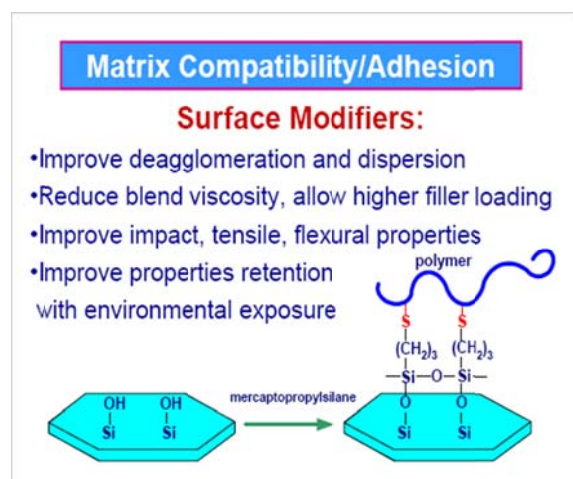 Matrix Compatibility/Adhesion
Surface Modifiers:
•Improve deagglomeration and dispersion
•Reduce blend viscosity, allow higher filler loading
•Improve impact, tensile, flexural properties
•Improve properties retention
with environmental exposure
polymer
S S
(CH₂)₃ (CH₂)₃
—Si—O—Si—
OH OH
mercaptopropylsilane
O O
Si Si
Si Si